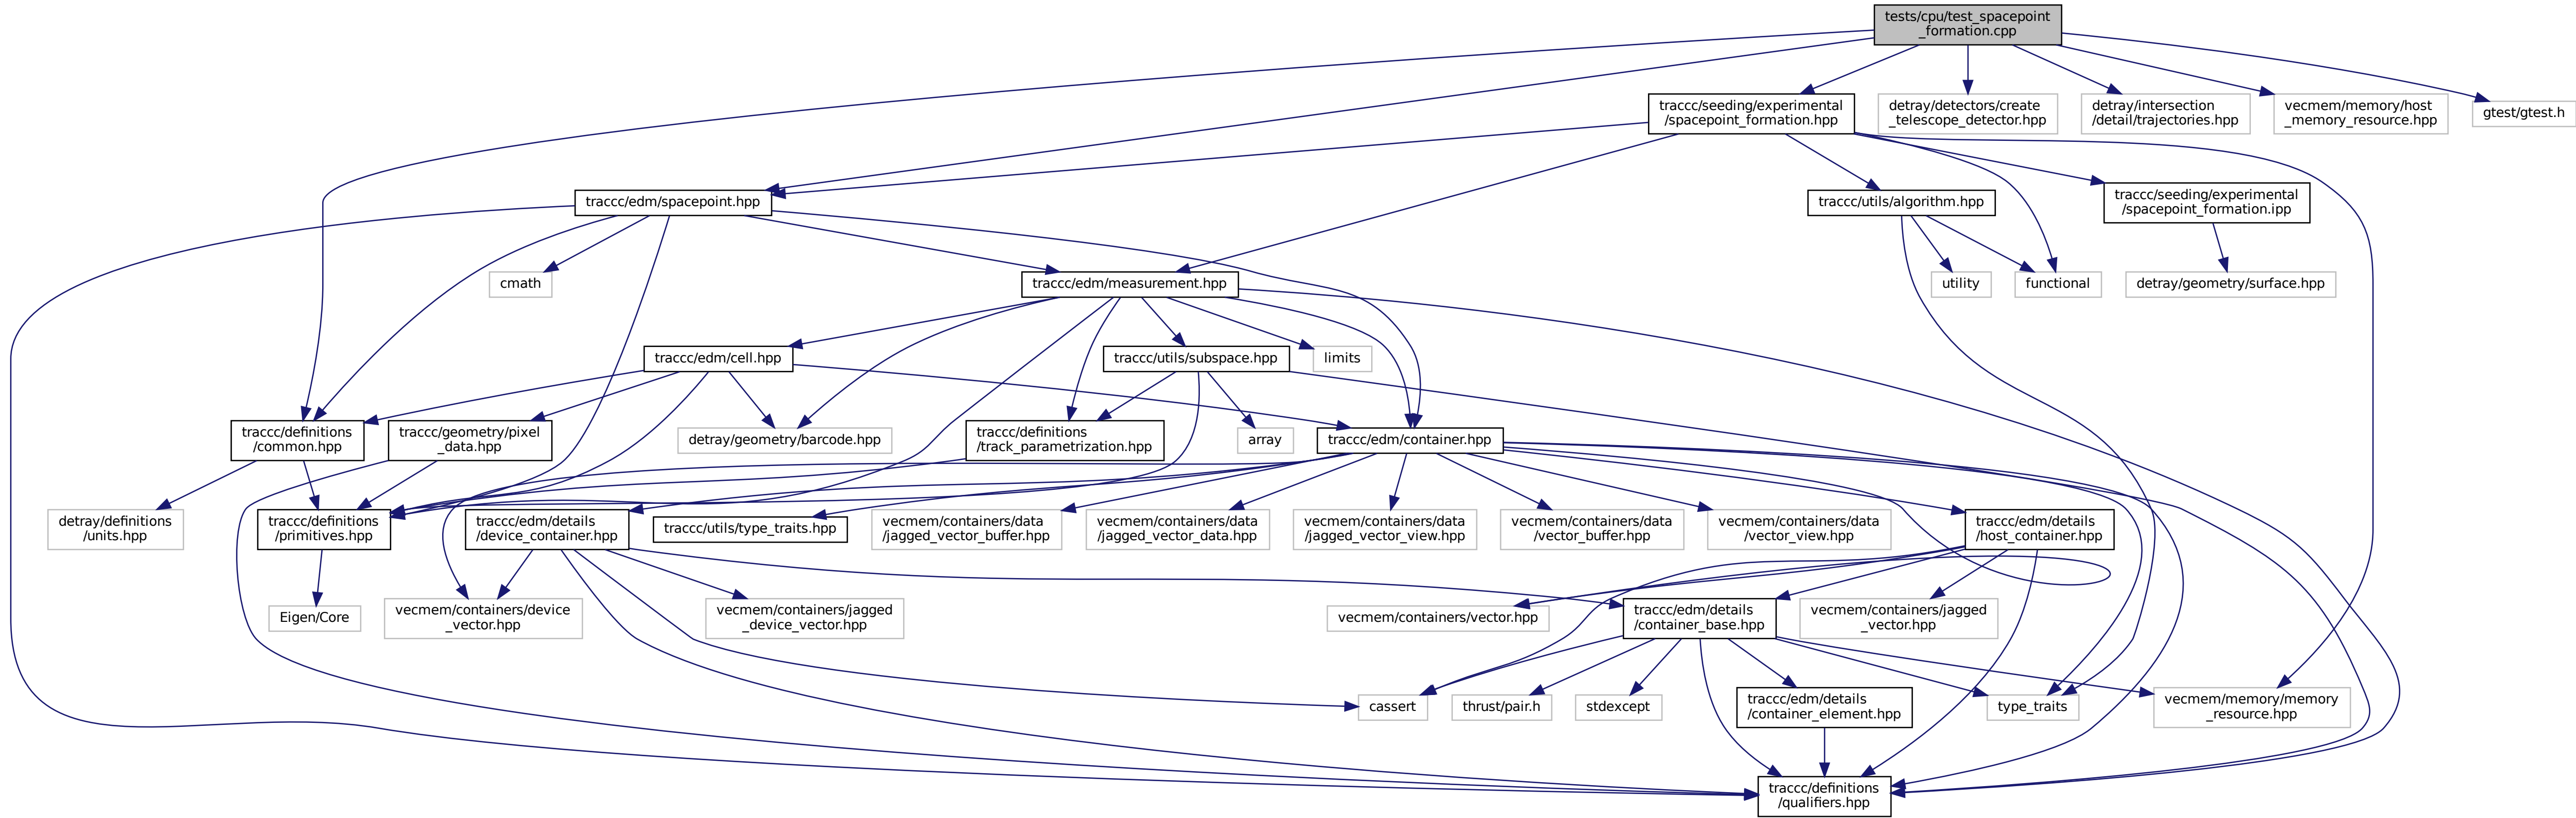 tests/cpu/test_spacepoint
_formation.cpp
traccc/seeding/experimental
/spacepoint_formation.hpp
detray/detectors/create
_telescope_detector.hpp
detray/intersection
/detail/trajectories.hpp
vecmem/memory/host
_memory_resource.hpp
gtest/gtest.h
traccc/edm/spacepoint.hpp
traccc/utils/algorithm.hpp
traccc/seeding/experimental
/spacepoint_formation.ipp
cmath
traccc/edm/measurement.hpp
utility
functional
detray/geometry/surface.hpp
traccc/edm/cell.hpp
traccc/utils/subspace.hpp
limits
traccc/definitions
/common.hpp
traccc/geometry/pixel
_data.hpp
detray/geometry/barcode.hpp
traccc/definitions
/track_parametrization.hpp
array
traccc/edm/container.hpp
detray/definitions
/units.hpp
traccc/definitions
/primitives.hpp
traccc/edm/details
/device_container.hpp
traccc/utils/type_traits.hpp
vecmem/containers/data
/jagged_vector_buffer.hpp
vecmem/containers/data
/jagged_vector_data.hpp
vecmem/containers/data
/jagged_vector_view.hpp
vecmem/containers/data
/vector_buffer.hpp
vecmem/containers/data
/vector_view.hpp
traccc/edm/details
/host_container.hpp
Eigen/Core
vecmem/containers/device
_vector.hpp
vecmem/containers/jagged
_device_vector.hpp
vecmem/containers/vector.hpp
traccc/edm/details
/container_base.hpp
vecmem/containers/jagged
_vector.hpp
cassert
thrust/pair.h
stdexcept
traccc/edm/details
/container_element.hpp
type_traits
vecmem/memory/memory
_resource.hpp
traccc/definitions
/qualifiers.hpp